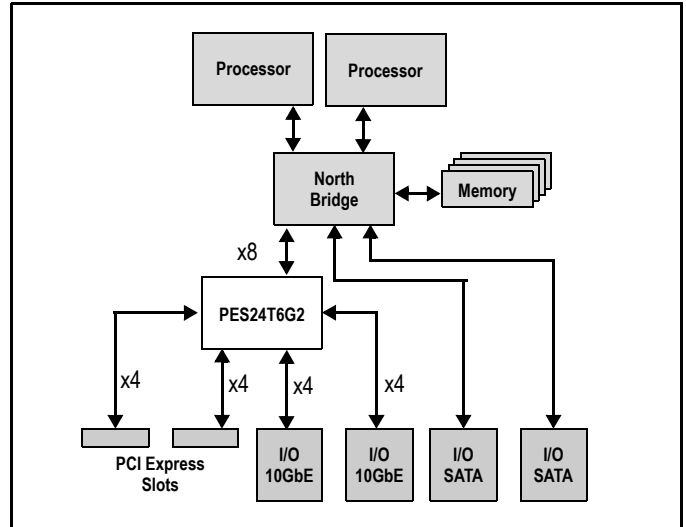 Processor
Processor
North
Bridge
Memory
x8
PES24T6G2
x4
x4
x4
x4
PCI Express
Slots
I/O
10GbE
I/O
10GbE
I/O
SATA
I/O
SATA